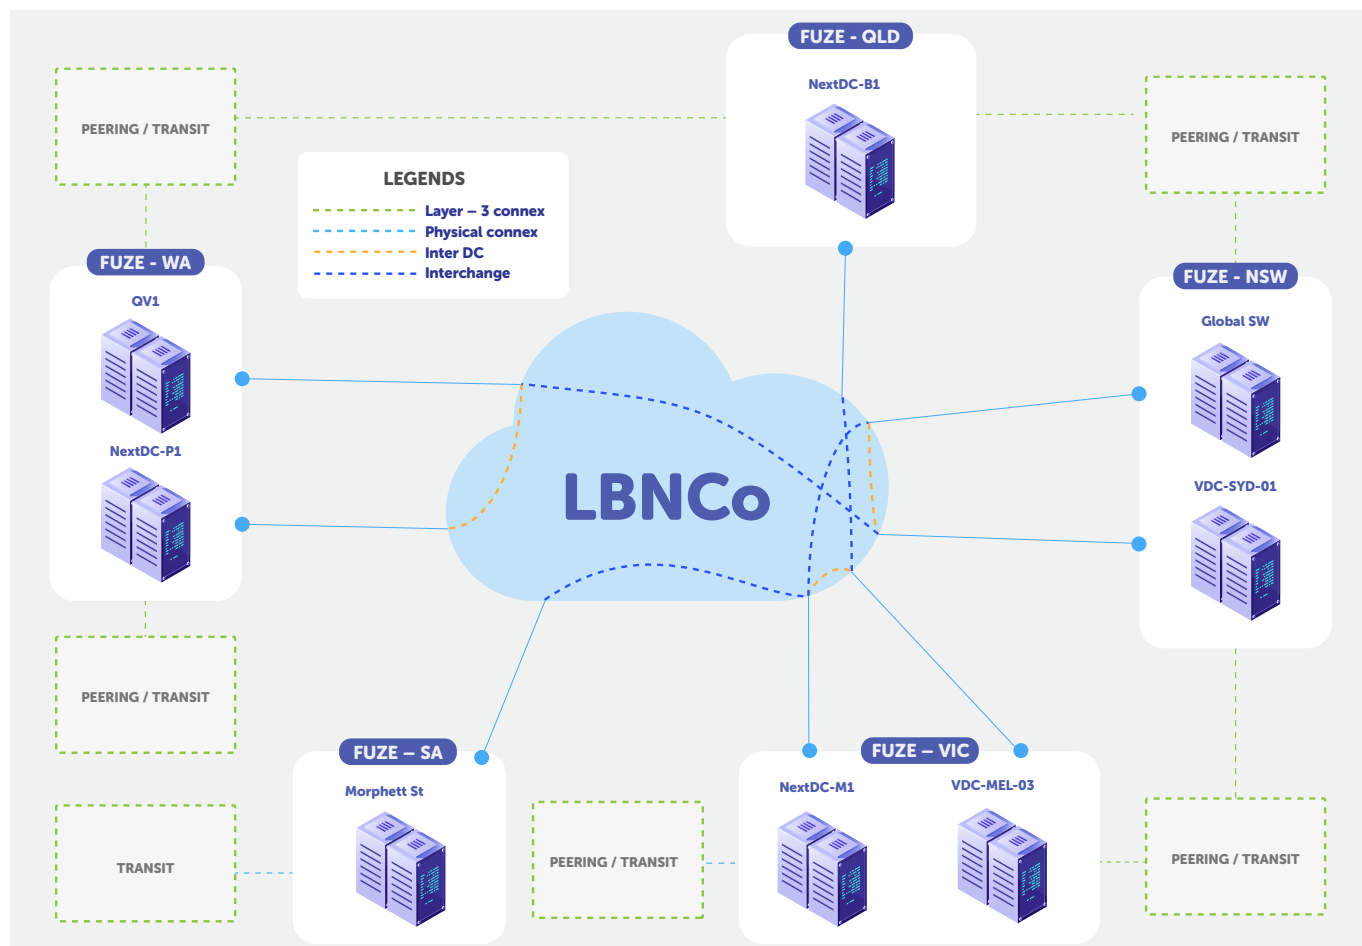 FUZE - QLD
NextDC-B1
PEERING / TRANSIT
PEERING / TRANSIT
LEGENDS
Layer – 3 connex
Physical connex
Inter DC
Interchange
FUZE - WA
QV1
NextDC-P1
FUZE - NSW
Global SW
VDC-SYD-01
LBNCo
PEERING / TRANSIT
FUZE – SA
Morphett St
FUZE – VIC
NextDC-M1
VDC-MEL-03
TRANSIT
PEERING / TRANSIT
PEERING / TRANSIT